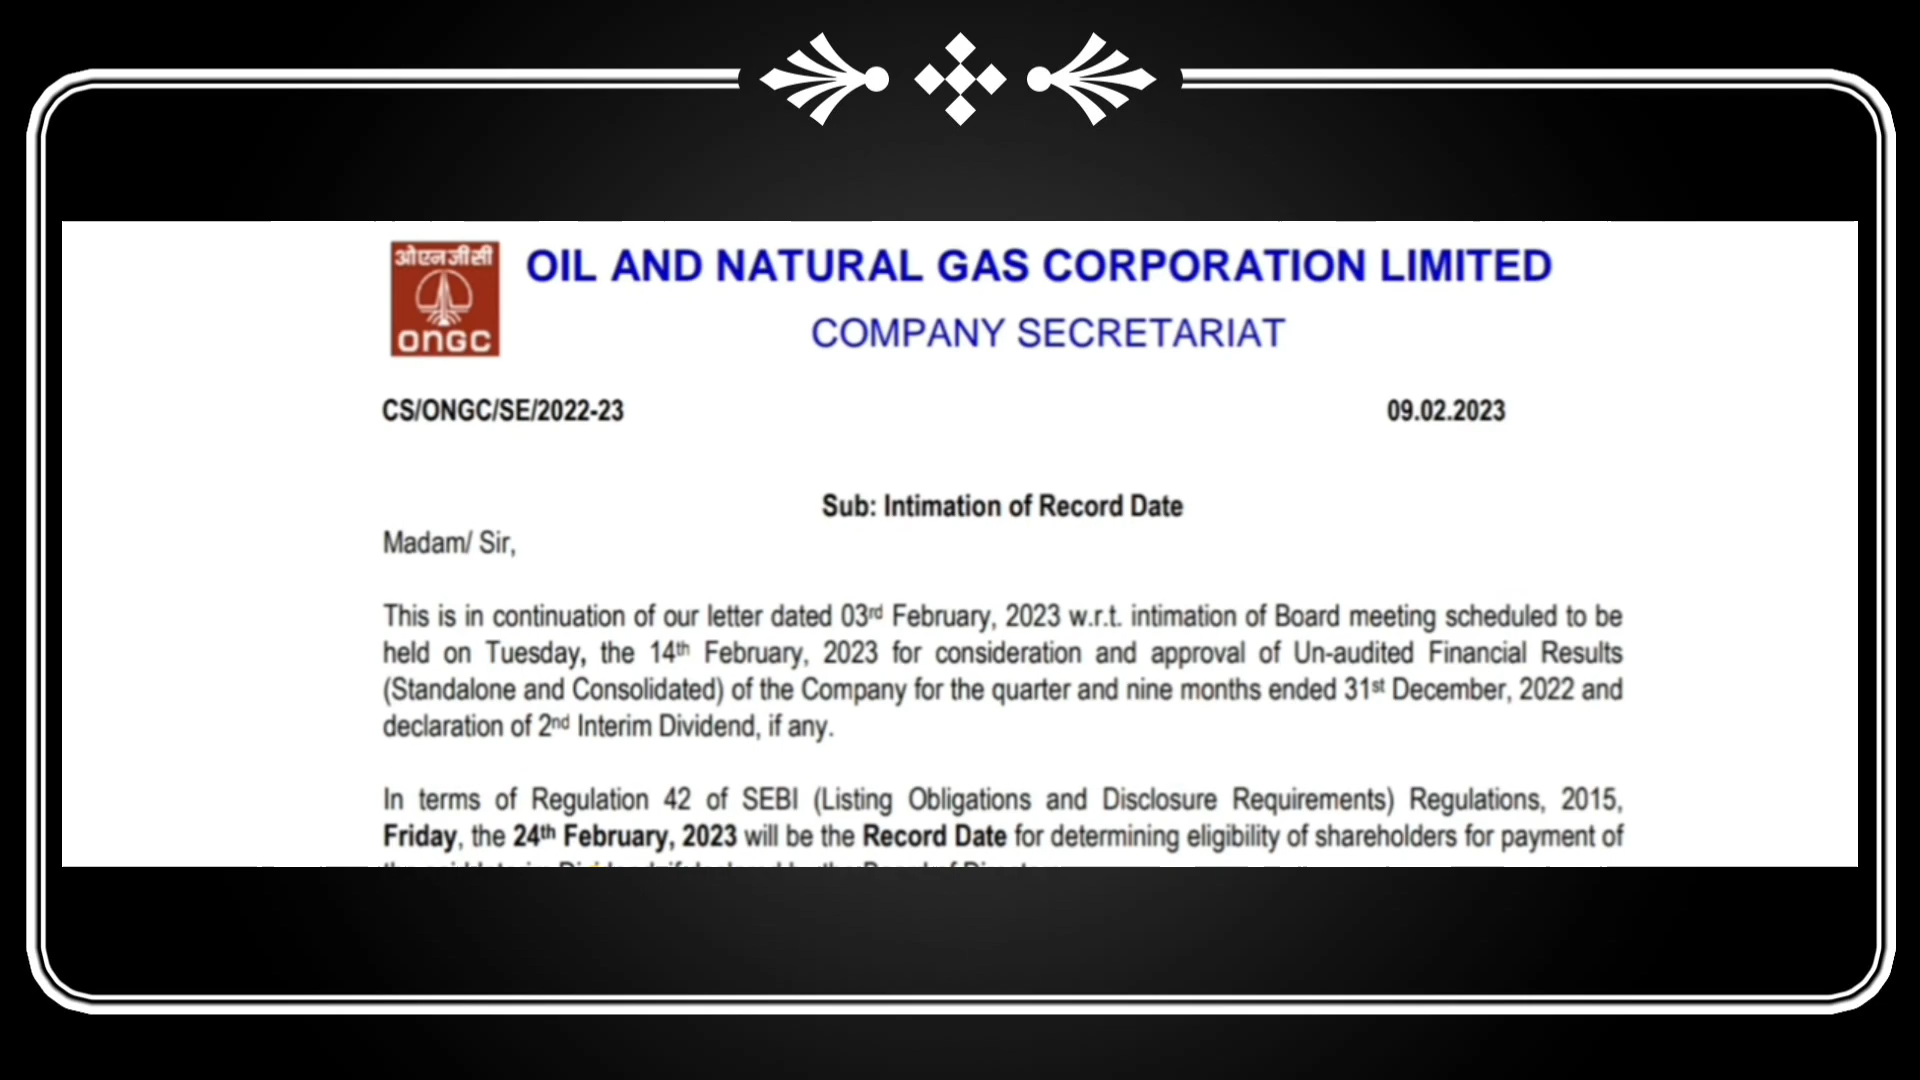 ओएनजीसी
ONGC
OIL AND NATURAL GAS CORPORATION LIMITED
COMPANY SECRETARIAT
CS/ONGC/SE/2022-23 09.02.2023
Sub: Intimation of Record Date
Madam/ Sir,
This is in continuation of our letter dated 03rd February, 2023 w.r.t. intimation of Board meeting scheduled to be
held on Tuesday, the 14th February, 2023 for consideration and approval of Un-audited Financial Results
(Standalone and Consolidated) of the Company for the quarter and nine months ended 31st December, 2022 and
declaration of 2nd Interim Dividend, if any.
In terms of Regulation 42 of SEBI (Listing Obligations and Disclosure Requirements) Regulations, 2015,
Friday, the 24th February, 2023 will be the Record Date for determining eligibility of shareholders for payment of